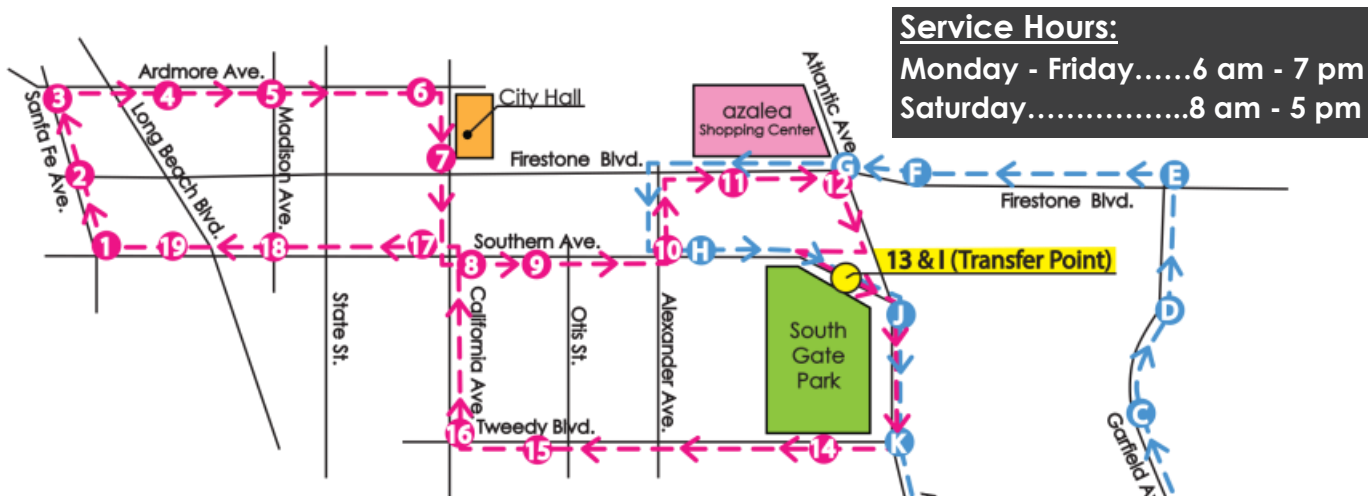 Service Hours:
Monday - Friday......6 am - 7 pm
Saturday.................8 am - 5 pm
Ardmore Ave.
3
4
5
6
City Hall
azalea
Shopping Center
Atlantic Ave.
Santa Fe Ave.
Long Beach Blvd.
Madison Ave.
7
Firestone Blvd.
G
F
E
2
11
12
Firestone Blvd.
1
19
18
17
Southern Ave.
8
9
10
H
13 & I (Transfer Point)
State St.
California Ave.
Otis St.
Alexander Ave.
South
Gate
Park
J
D
C
16
Tweedy Blvd.
15
14
K
Garfield